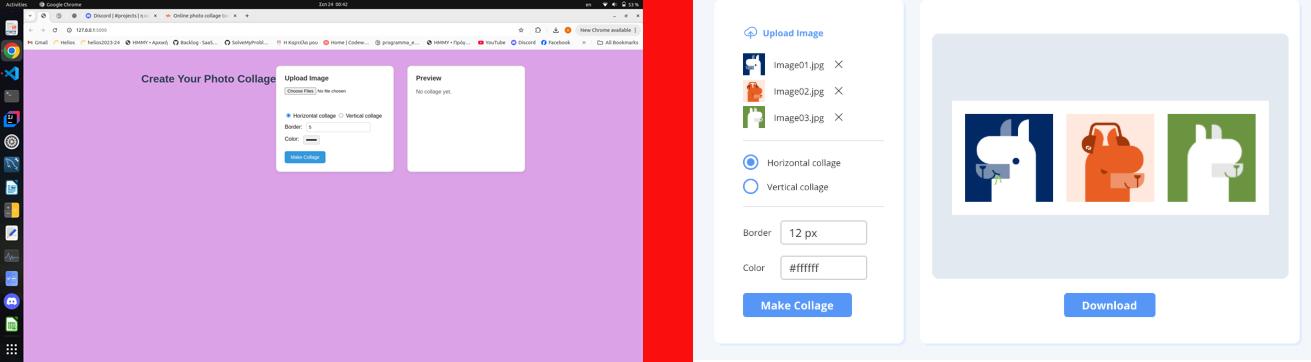 Activities Google Chrome Σεπ 24 00:42 en 53 %
Discord | #projects | η
Online photo collage
127.0.0.1:5000
New Chrome available
Gmail Helios helios2023-24 HMMY • Αρχική Backlog - SaaS... SolveMyProbl... Η Καρτέλα μου Home | Codew... programma_e... HMMY • Πρόγ... YouTube Discord Facebook » All Bookmarks
Create Your Photo Collage
Upload Image
Choose Files No file chosen
Horizontal collage Vertical collage
Border: 5
Color:
Make Collage
Preview
No collage yet.
Upload Image
Image01.jpg
Image02.jpg
Image03.jpg
Horizontal collage
Vertical collage
Border 12 px
Color #ffffff
Make Collage
Download